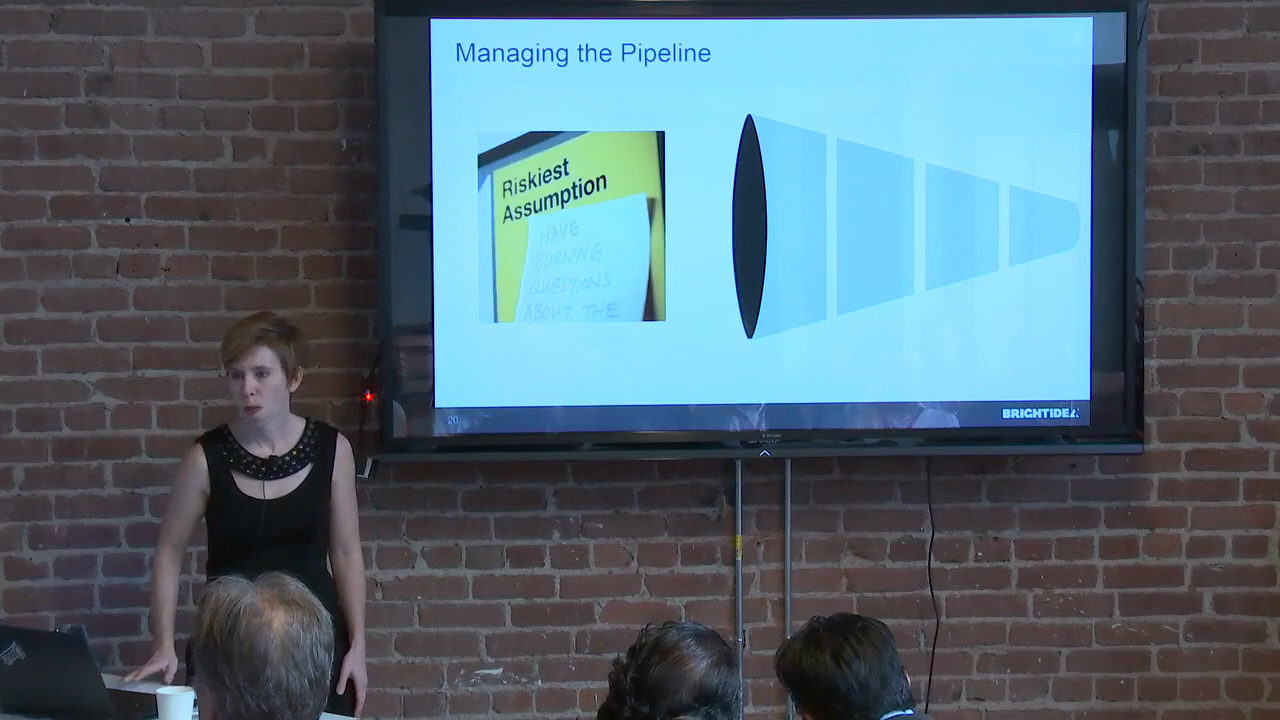 Managing the Pipeline
Riskiest
Assumption
HAVE
BURNING
QUESTIONS
ABOUT THE
20
BRIGHTIDEA